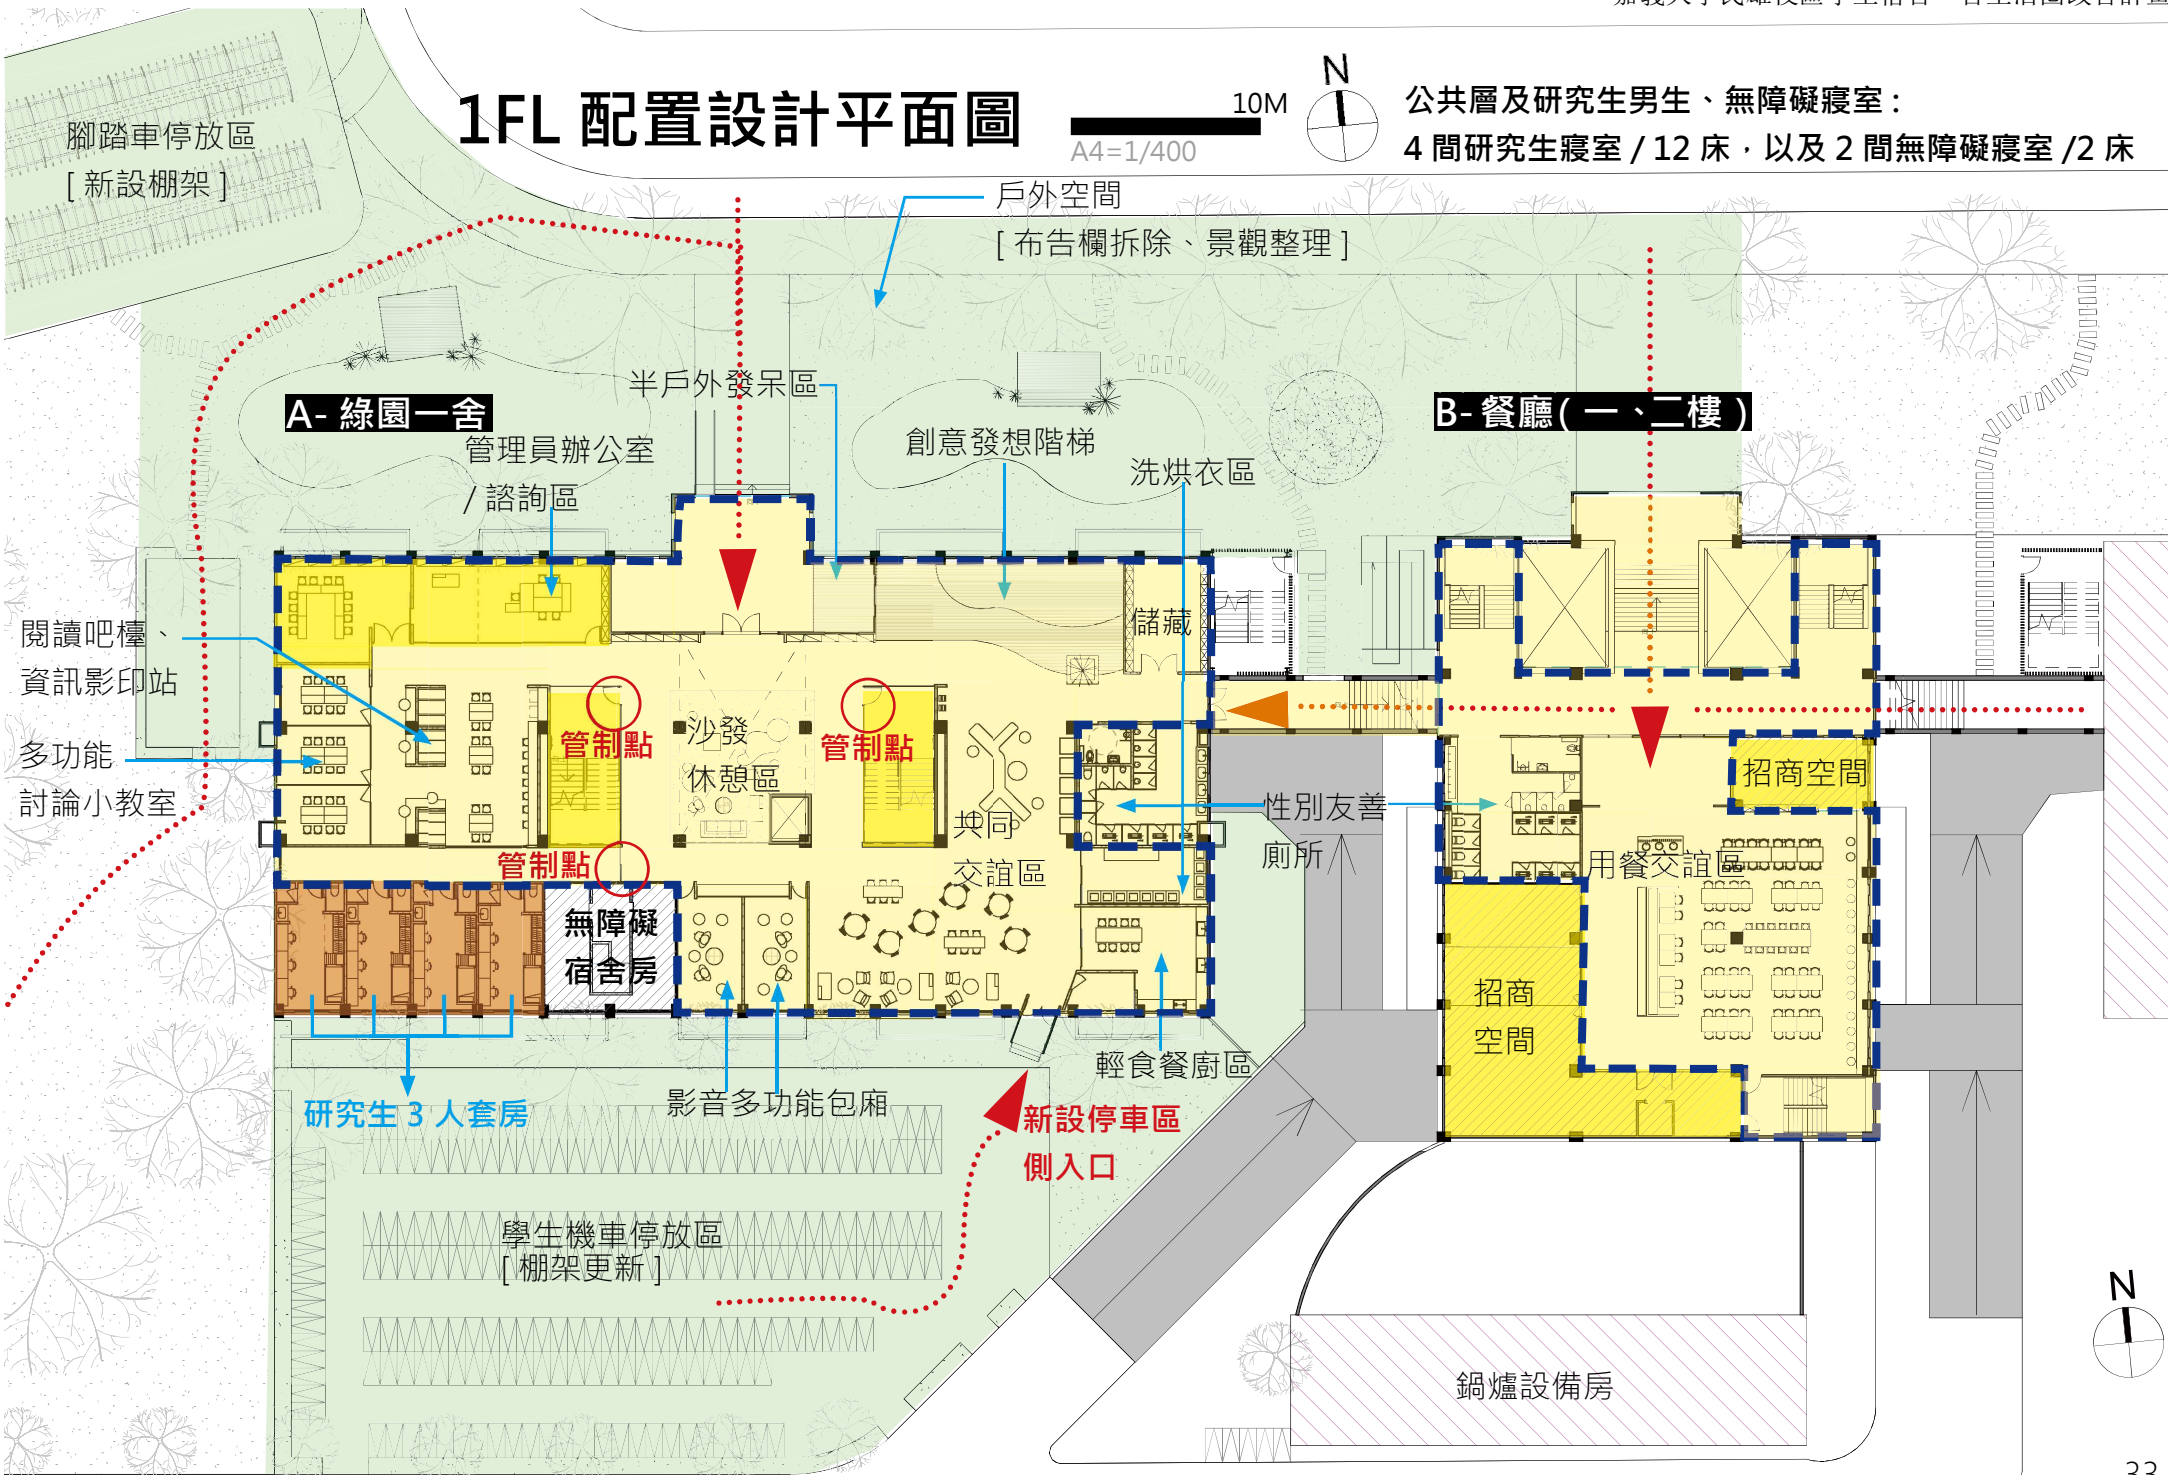 1FL 配置設計平面圖
10M
A4=1/400
N
公共層及研究生男生、無障礙寢室：
4 間研究生寢室 / 12 床，以及 2 間無障礙寢室 /2 床
腳踏車停放區
[ 新設棚架 ]
戶外空間
[ 布告欄拆除、景觀整理 ]
半戶外發呆區
A- 綠園一舍
B- 餐廳( 一、二樓 )
管理員辦公室
/ 諮詢區
創意發想階梯
洗烘衣區
儲藏
閱讀吧檯、
資訊影印站
多功能
討論小教室
管制點
沙發
休憩區
管制點
管制點
共同
交誼區
性別友善
廁所
招商空間
用餐交誼區
無障礙
宿舍房
招商
空間
研究生 3 人套房
影音多功能包廂
輕食餐廚區
新設停車區
側入口
學生機車停放區
[ 棚架更新 ]
鍋爐設備房
N
33